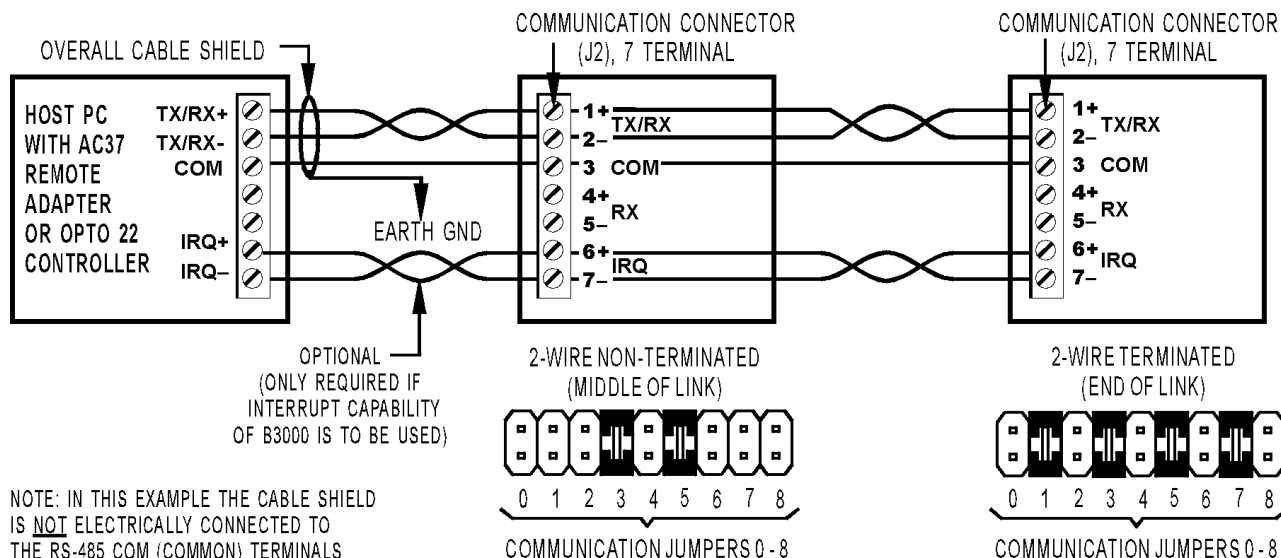 COMMUNICATION CONNECTOR
(J2), 7 TERMINAL
COMMUNICATION CONNECTOR
(J2), 7 TERMINAL
OVERALL CABLE SHIELD
HOST PC
WITH AC37
REMOTE
ADAPTER
OR OPTO 22
CONTROLLER
TX/RX+
TX/RX-
COM
IRQ+
IRQ–
EARTH GND
1+
2–
TX/RX
3 COM
4+
5–
RX
6+
7–
IRQ
1+
2–
TX/RX
3 COM
4+
5–
RX
6+
7–
IRQ
OPTIONAL
(ONLY REQUIRED IF
INTERRUPT CAPABILITY
OF B3000 IS TO BE USED)
2-WIRE NON-TERMINATED
(MIDDLE OF LINK)
0 1 2 3 4 5 6 7 8
COMMUNICATION JUMPERS 0 - 8
2-WIRE TERMINATED
(END OF LINK)
0 1 2 3 4 5 6 7 8
COMMUNICATION JUMPERS 0 - 8
NOTE: IN THIS EXAMPLE THE CABLE SHIELD
IS NOT ELECTRICALLY CONNECTED TO
THE RS-485 COM (COMMON) TERMINALS